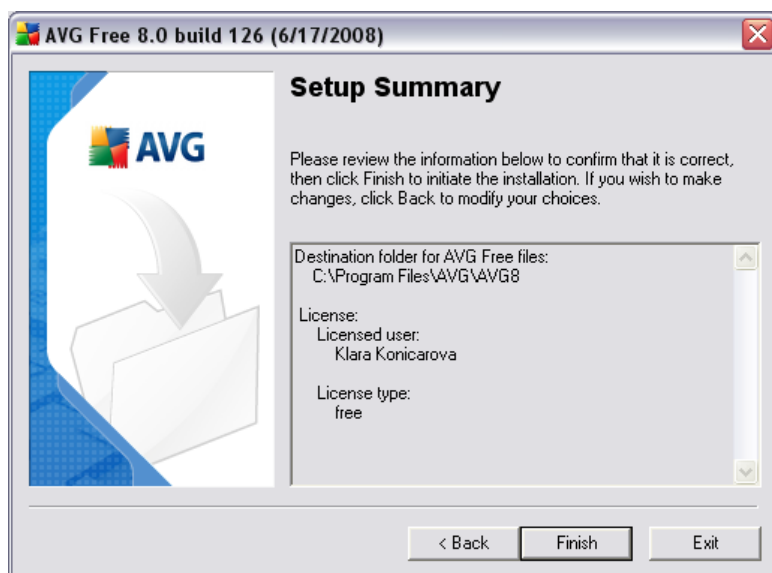 AVG Free 8.0 build 126 (6/17/2008)
AVG
Setup Summary
Please review the information below to confirm that it is correct,
then click Finish to initiate the installation. If you wish to make
changes, click Back to modify your choices.
Destination folder for AVG Free files:
C:\Program Files\AVG\AVG8
License:
Licensed user:
Klara Konicarova
License type:
free
< Back
Finish
Exit